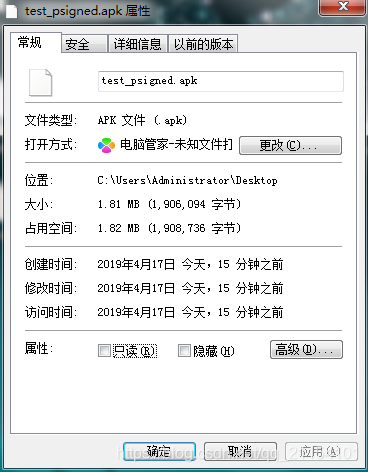 test_psigned.apk 属性
常规 安全 详细信息 以前的版本
test_psigned.apk
文件类型: APK 文件 (.apk)
打开方式: 电脑管家-未知文件打 更改(C)...
位置: C:\Users\Administrator\Desktop
大小: 1.81 MB (1,906,094 字节)
占用空间: 1.82 MB (1,908,736 字节)
创建时间: 2019年4月17日 今天，15 分钟之前
修改时间: 2019年4月17日 今天，15 分钟之前
访问时间: 2019年4月17日 今天，15 分钟之前
属性: 只读(R) 隐藏(H) 高级(D)...
确定 取消 应用(A)